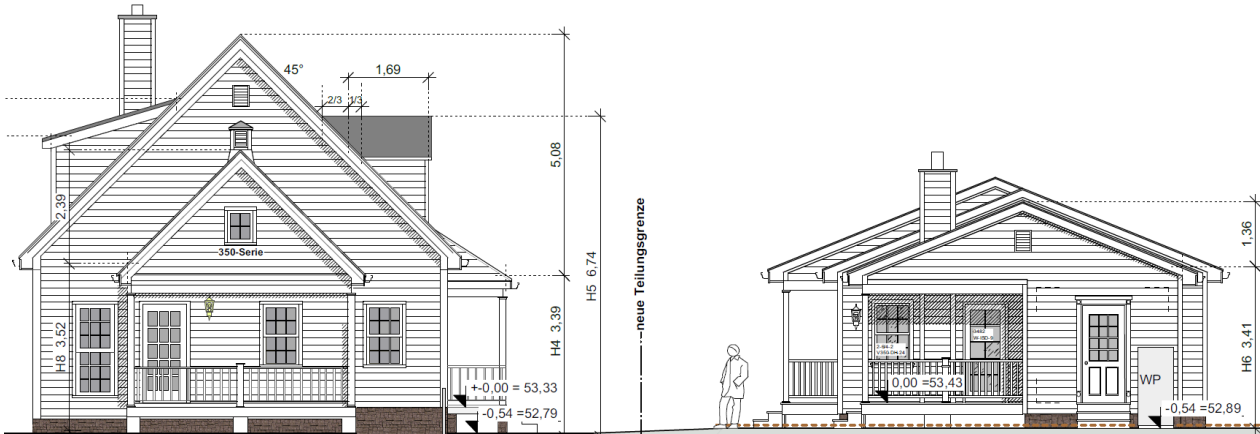 45°
1,69
2/3
1/3
5,08
2,39
350-Serie
H8 3,52
H5 6,74
H4 3,39
+-0,00 = 53,33
-0,54 =52,79
neue Teilungsgrenze
1,36
H6 3,41
0,00 =53,43
WP
-0,54 =52,89